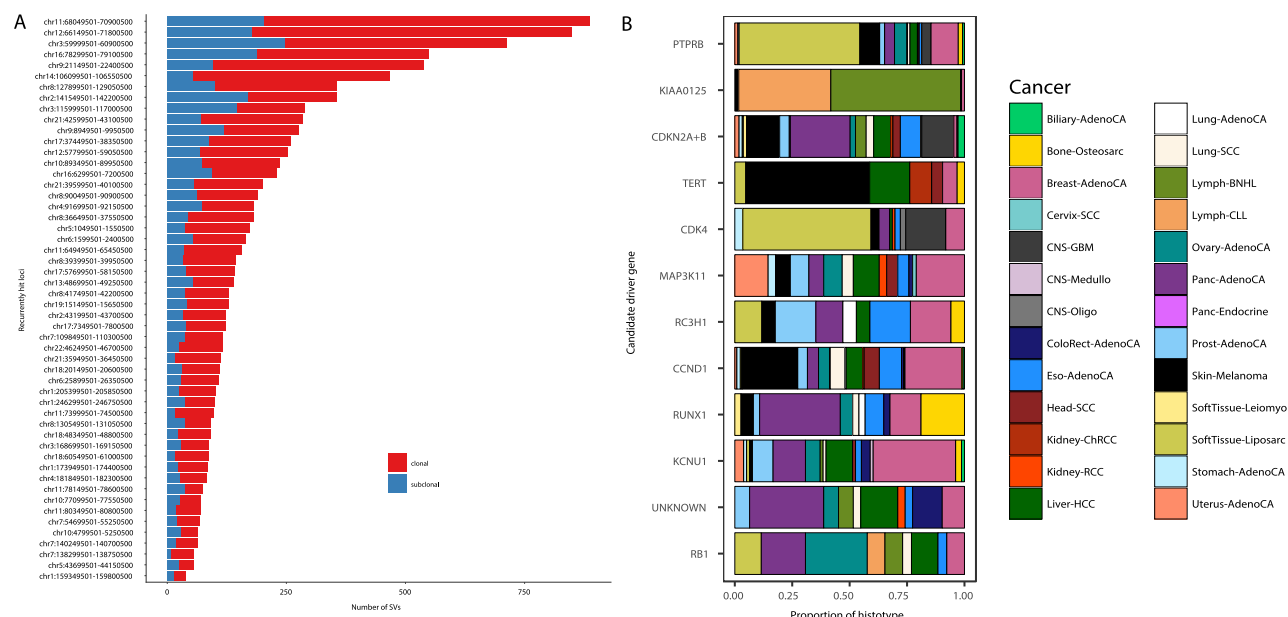 A
chr11:68049501-70900500
chr12:66149501-71800500
chr3:59999501-60900500
chr16:78299501-79100500
chr9:21149501-22400500
chr14:106099501-106550500
chr8:127899501-129050500
chr2:141549501-142200500
chr3:115999501-117000500
chr21:42599501-43100500
chr9:8949501-9950500
chr17:37449501-38350500
chr12:57799501-59050500
chr10:89349501-89950500
chr16:6299501-7200500
chr21:39599501-40100500
chr8:90049501-90900500
chr4:91699501-92150500
chr8:36649501-37550500
chr5:1049501-1550500
chr6:1599501-2400500
chr11:64949501-65450500
chr8:39399501-39950500
chr17:57699501-58150500
chr13:48699501-49250500
chr8:41749501-42200500
chr19:15149501-15650500
chr2:43199501-43700500
chr17:7349501-7800500
chr7:109849501-110300500
chr22:46249501-46700500
chr21:35949501-36450500
chr18:20149501-20600500
chr6:25899501-26350500
chr1:205399501-205850500
chr1:246299501-246750500
chr11:73999501-74500500
chr8:130549501-131050500
chr18:48349501-48800500
chr3:168699501-169150500
chr18:60549501-61000500
chr1:173949501-174400500
chr4:181849501-182300500
chr11:78149501-78600500
chr10:77099501-77550500
chr11:80349501-80800500
chr7:54699501-55250500
chr10:4799501-5250500
chr7:140249501-140700500
chr7:138299501-138750500
chr5:43699501-44150500
chr1:159349501-159800500
Recurrently hit loci
0 250 500 750
Number of SVs
clonal
subclonal
B
PTPRB
KIAA0125
CDKN2A+B
TERT
CDK4
MAP3K11
RC3H1
CCND1
RUNX1
KCNU1
UNKNOWN
RB1
Candidate driver gene
0.00 0.25 0.50 0.75 1.00
Proportion of histotype
Cancer
Biliary-AdenoCA
Bone-Osteosarc
Breast-AdenoCA
Cervix-SCC
CNS-GBM
CNS-Medullo
CNS-Oligo
ColoRect-AdenoCA
Eso-AdenoCA
Head-SCC
Kidney-ChRCC
Kidney-RCC
Liver-HCC
Lung-AdenoCA
Lung-SCC
Lymph-BNHL
Lymph-CLL
Ovary-AdenoCA
Panc-AdenoCA
Panc-Endocrine
Prost-AdenoCA
Skin-Melanoma
SoftTissue-Leiomyo
SoftTissue-Liposarc
Stomach-AdenoCA
Uterus-AdenoCA